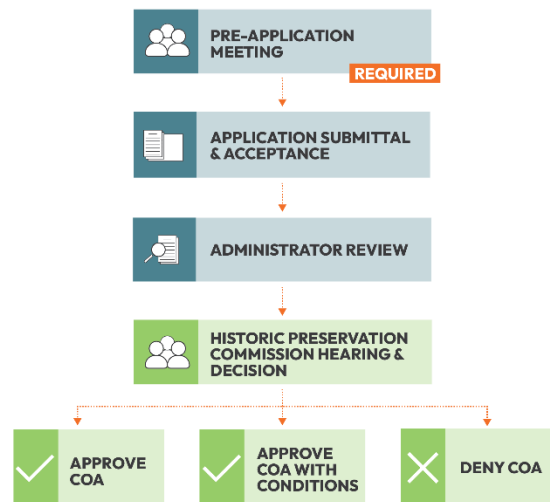 PRE-APPLICATION
MEETING
REQUIRED
APPLICATION SUBMITTAL
& ACCEPTANCE
ADMINISTRATOR REVIEW
HISTORIC PRESERVATION
COMMISSION HEARING &
DECISION
APPROVE
COA
APPROVE
COA WITH
CONDITIONS
DENY COA